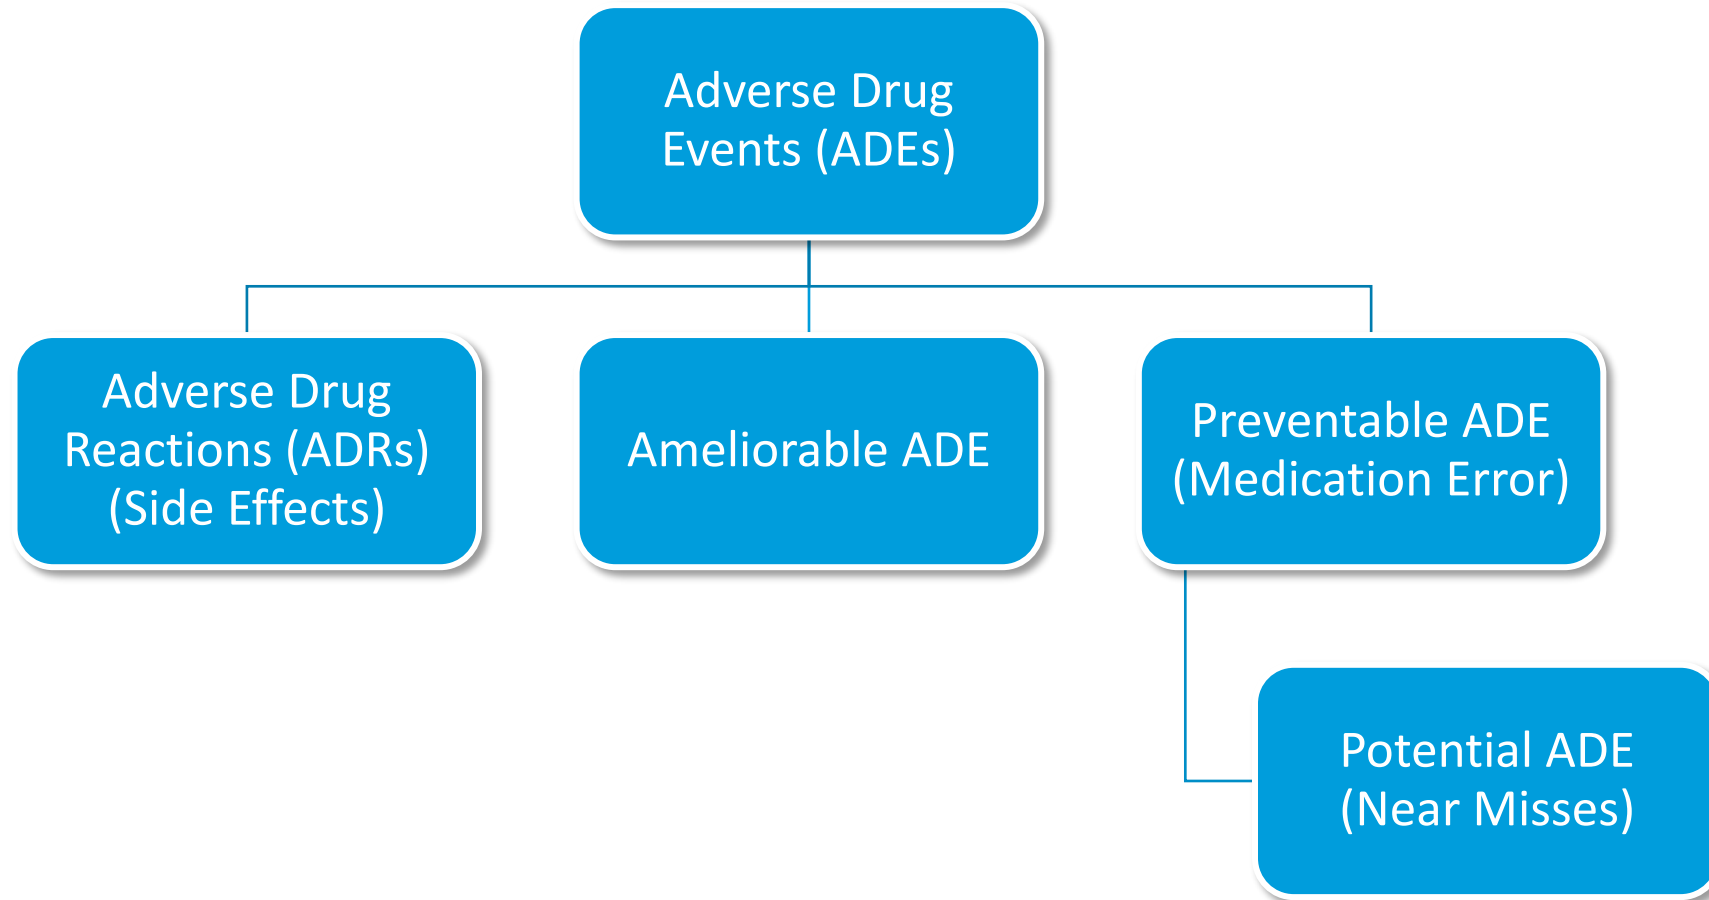 Adverse Drug
Events (ADEs)
Adverse Drug
Reactions (ADRs)
(Side Effects)
Ameliorable ADE
Preventable ADE
(Medication Error)
Potential ADE
(Near Misses)